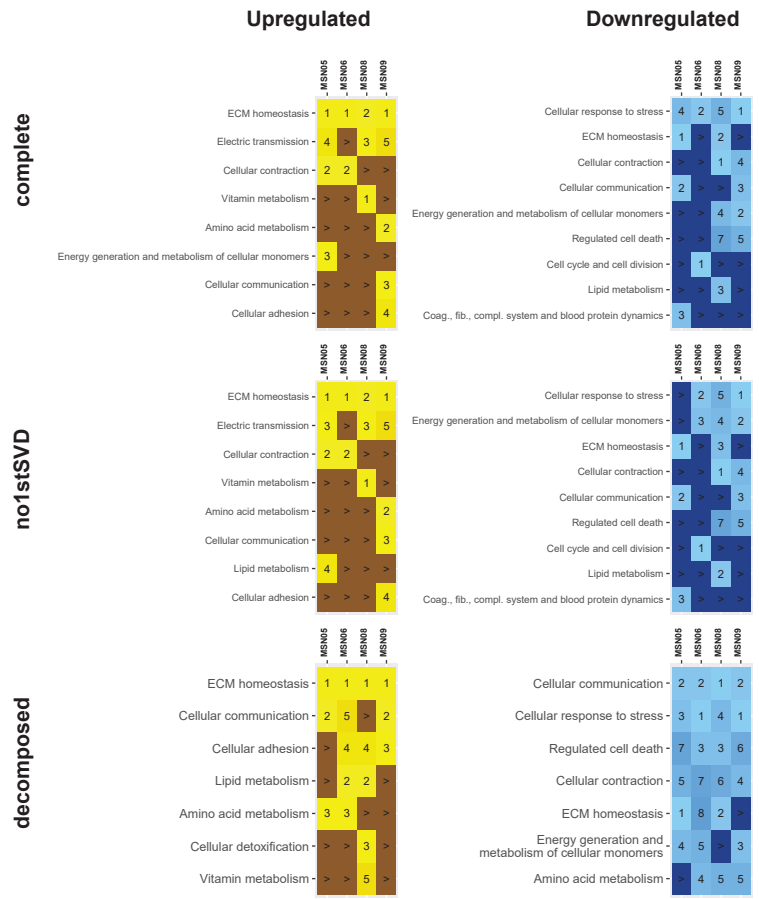 Upregulated
Downregulated
complete
MSN05 MSN06 MSN08 MSN09
ECM homeostasis 1 1 2 1
Electric transmission 4 > 3 5
Cellular contraction 2 2 > >
Vitamin metabolism > > 1 >
Amino acid metabolism > > > 2
Energy generation and metabolism of cellular monomers 3 > > >
Cellular communication > > > 3
Cellular adhesion > > > 4
MSN05 MSN06 MSN08 MSN09
Cellular response to stress 4 2 5 1
ECM homeostasis 1 > 2 >
Cellular contraction > > 1 4
Cellular communication 2 > > 3
Energy generation and metabolism of cellular monomers > > 4 2
Regulated cell death > > 7 5
Cell cycle and cell division > 1 > >
Lipid metabolism > > 3 >
Coag., fib., compl. system and blood protein dynamics 3 > > >
no1stSVD
MSN05 MSN06 MSN08 MSN09
ECM homeostasis 1 1 2 1
Electric transmission 3 > 3 5
Cellular contraction 2 2 > >
Vitamin metabolism > > 1 >
Amino acid metabolism > > > 2
Cellular communication > > > 3
Lipid metabolism 4 > > >
Cellular adhesion > > > 4
MSN05 MSN06 MSN08 MSN09
Cellular response to stress > 2 5 1
Energy generation and metabolism of cellular monomers > 3 4 2
ECM homeostasis 1 > 3 >
Cellular contraction > > 1 4
Cellular communication 2 > > 3
Regulated cell death > > 7 5
Cell cycle and cell division > 1 > >
Lipid metabolism > > 2 >
Coag., fib., compl. system and blood protein dynamics 3 > > >
decomposed
MSN05 MSN06 MSN08 MSN09
ECM homeostasis 1 1 1 1
Cellular communication 2 5 > 2
Cellular adhesion > 4 4 3
Lipid metabolism > 2 2 >
Amino acid metabolism 3 3 > >
Cellular detoxification > > 3 >
Vitamin metabolism > > 5 >
MSN05 MSN06 MSN08 MSN09
Cellular communication 2 2 1 2
Cellular response to stress 3 1 4 1
Regulated cell death 7 3 3 6
Cellular contraction 5 7 6 4
ECM homeostasis 1 8 2 >
Energy generation and
metabolism of cellular monomers 4 5 > 3
Amino acid metabolism > 4 5 5